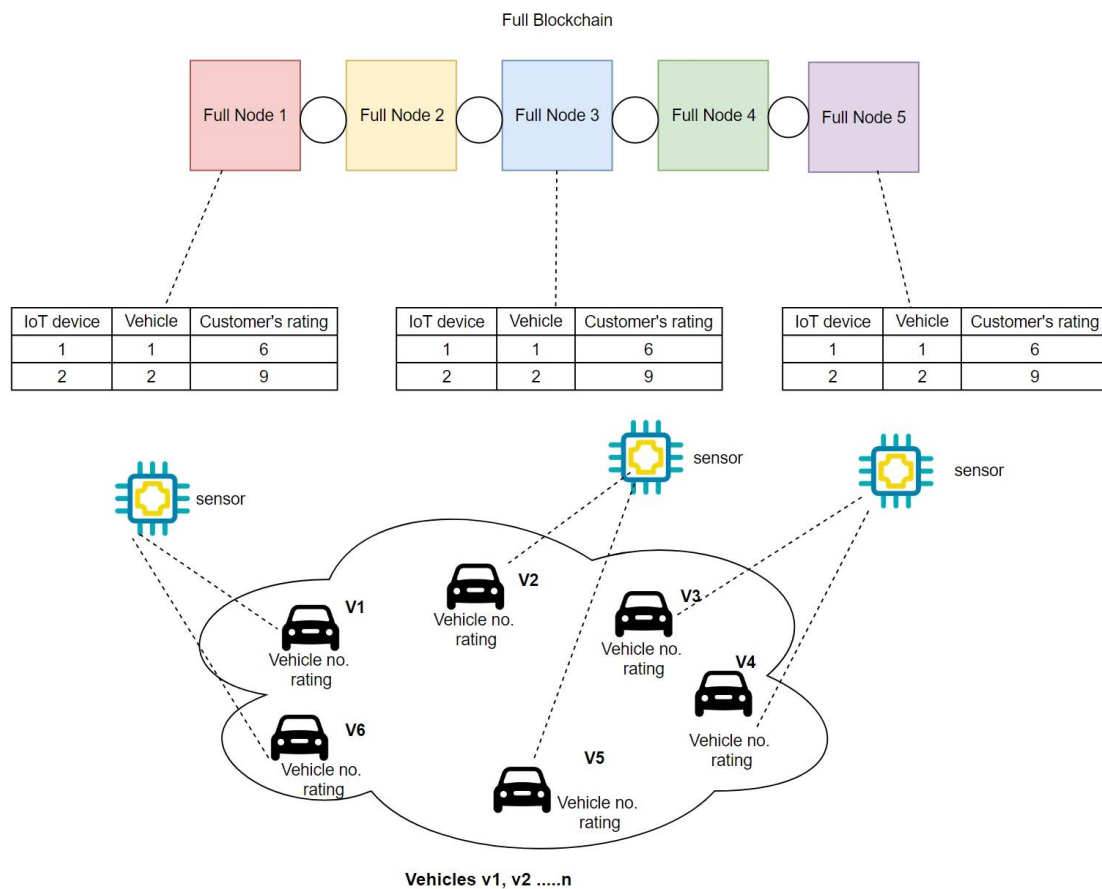 Full Blockchain
Full Node 1
Full Node 2
Full Node 3
Full Node 4
Full Node 5
IoT device Vehicle Customer's rating
1 1 6
2 2 9
IoT device Vehicle Customer's rating
1 1 6
2 2 9
IoT device Vehicle Customer's rating
1 1 6
2 2 9
sensor
sensor
sensor
V1
Vehicle no.
rating
V2
Vehicle no.
rating
V3
Vehicle no.
rating
V4
Vehicle no.
rating
V6
Vehicle no.
rating
V5
Vehicle no.
rating
Vehicles v1, v2 .....n